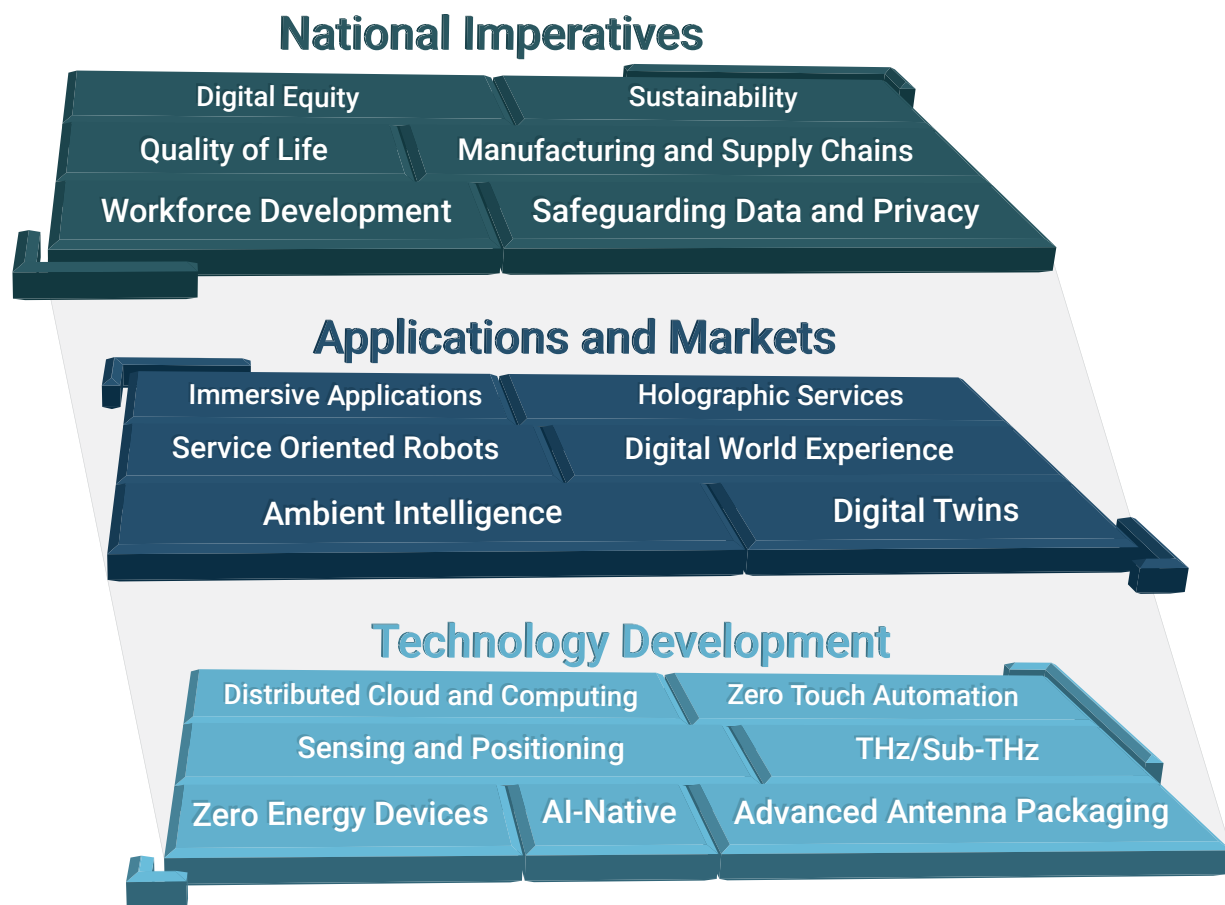 National Imperatives
Digital Equity
Sustainability
Quality of Life
Manufacturing and Supply Chains
Workforce Development
Safeguarding Data and Privacy
Applications and Markets
Immersive Applications
Holographic Services
Service Oriented Robots
Digital World Experience
Ambient Intelligence
Digital Twins
Technology Development
Distributed Cloud and Computing
Zero Touch Automation
Sensing and Positioning
THz/Sub-THz
Zero Energy Devices
AI-Native
Advanced Antenna Packaging